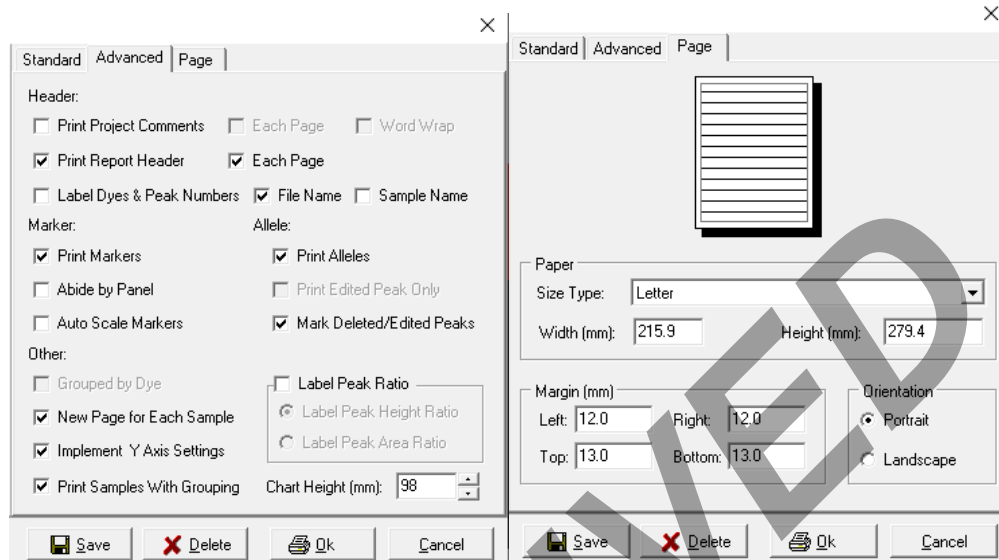 Standard Advanced Page
Header:
Print Project Comments Each Page Word Wrap
Print Report Header Each Page
Label Dyes & Peak Numbers File Name Sample Name
Marker: Allele:
Print Markers Print Alleles
Abide by Panel Print Edited Peak Only
Auto Scale Markers Mark Deleted/Edited Peaks
Other:
Grouped by Dye Label Peak Ratio
New Page for Each Sample Label Peak Height Ratio
Implement Y Axis Settings Label Peak Area Ratio
Print Samples With Grouping Chart Height (mm): 98
Save Delete Ok Cancel
Standard Advanced Page
Paper
Size Type: Letter
Width (mm): 215.9 Height (mm): 279.4
Margin (mm) Orientation
Left: 12.0 Right: 12.0 Portrait
Top: 13.0 Bottom: 13.0 Landscape
Save Delete Ok Cancel
VED